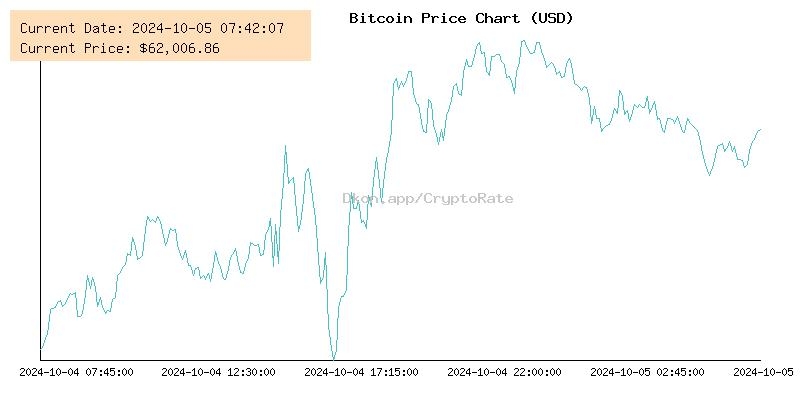 Bitcoin Price Chart (USD)
Current Date: 2024-10-05 07:42:07
Current Price: $62,006.86
Dkon.app/CryptoRate
2024-10-04 07:45:00 2024-10-04 12:30:00 2024-10-04 17:15:00 2024-10-04 22:00:00 2024-10-05 02:45:00 2024-10-05